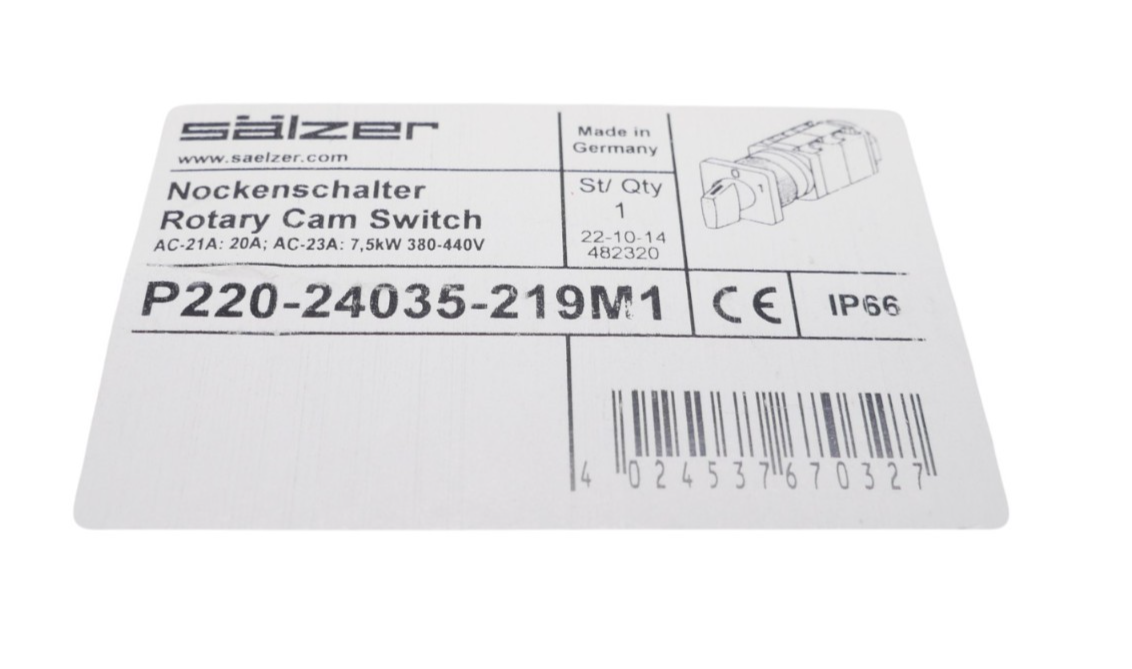 sälzer
www.saelzer.com
Made in
Germany
Nockenschalter
Rotary Cam Switch
AC-21A: 20A; AC-23A: 7,5kW 380-440V
St/ Qty
1
22-10-14
482320
0
1
P220-24035-219M1
CE
IP66
4 024537 670327